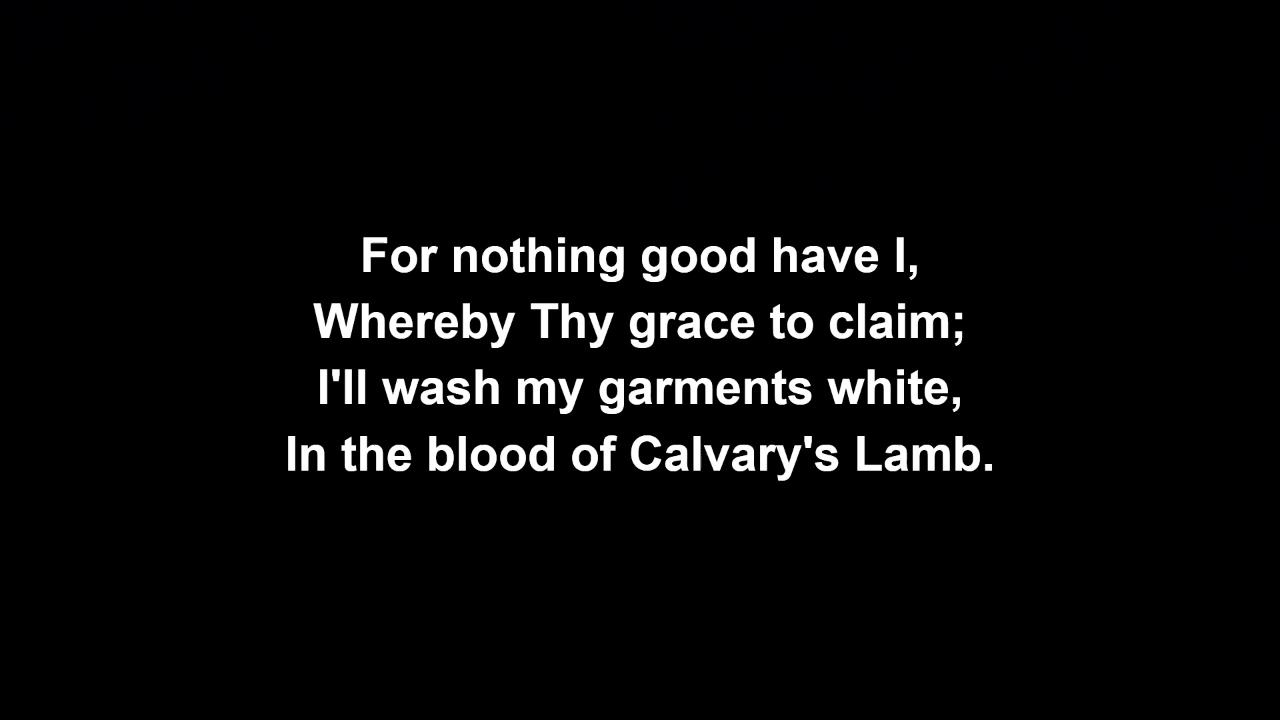 For nothing good have I,
Whereby Thy grace to claim;
I'll wash my garments white,
In the blood of Calvary's Lamb.